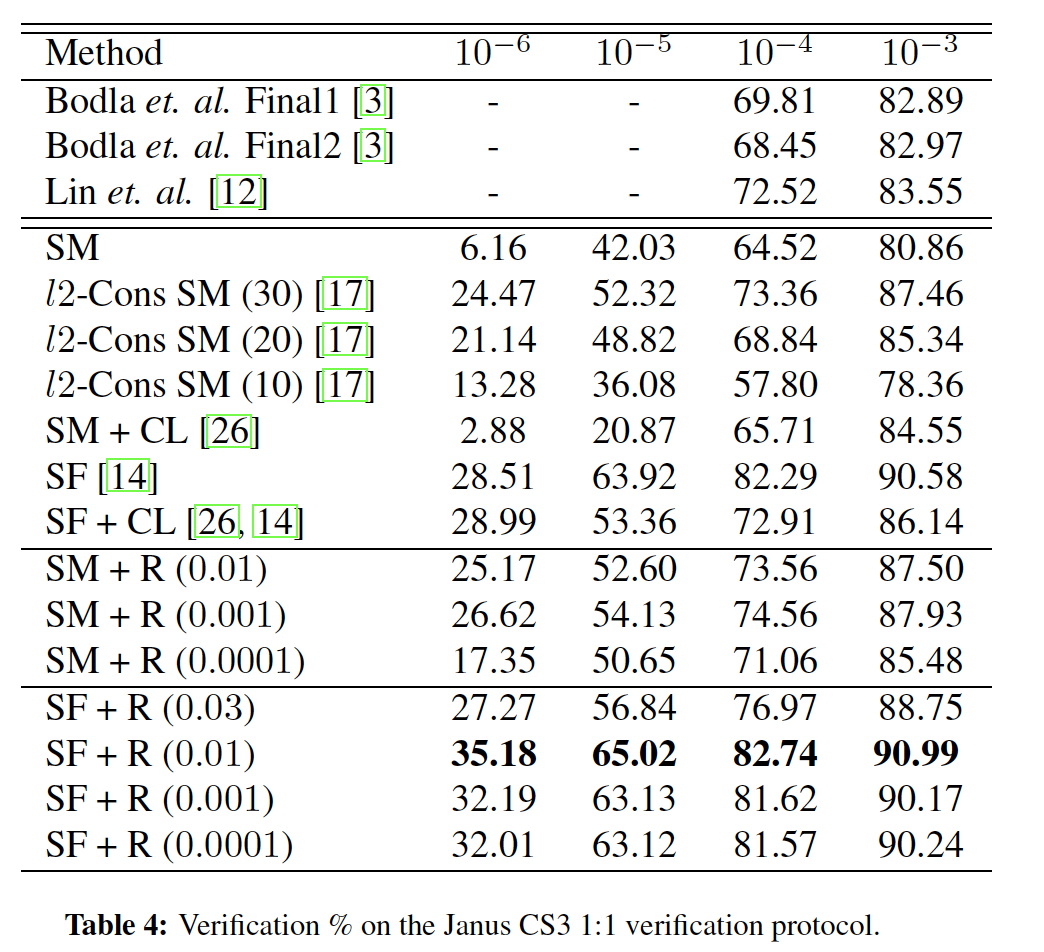 Method 10^−6 10^−5 10^−4 10^−3
Bodla et. al. Final1 [3] - - 69.81 82.89
Bodla et. al. Final2 [3] - - 68.45 82.97
Lin et. al. [12] - - 72.52 83.55
SM 6.16 42.03 64.52 80.86
l2-Cons SM (30) [17] 24.47 52.32 73.36 87.46
l2-Cons SM (20) [17] 21.14 48.82 68.84 85.34
l2-Cons SM (10) [17] 13.28 36.08 57.80 78.36
SM + CL [26] 2.88 20.87 65.71 84.55
SF [14] 28.51 63.92 82.29 90.58
SF + CL [26, 14] 28.99 53.36 72.91 86.14
SM + R (0.01) 25.17 52.60 73.56 87.50
SM + R (0.001) 26.62 54.13 74.56 87.93
SM + R (0.0001) 17.35 50.65 71.06 85.48
SF + R (0.03) 27.27 56.84 76.97 88.75
SF + R (0.01) 35.18 65.02 82.74 90.99
SF + R (0.001) 32.19 63.13 81.62 90.17
SF + R (0.0001) 32.01 63.12 81.57 90.24
Table 4: Verification % on the Janus CS3 1:1 verification protocol.